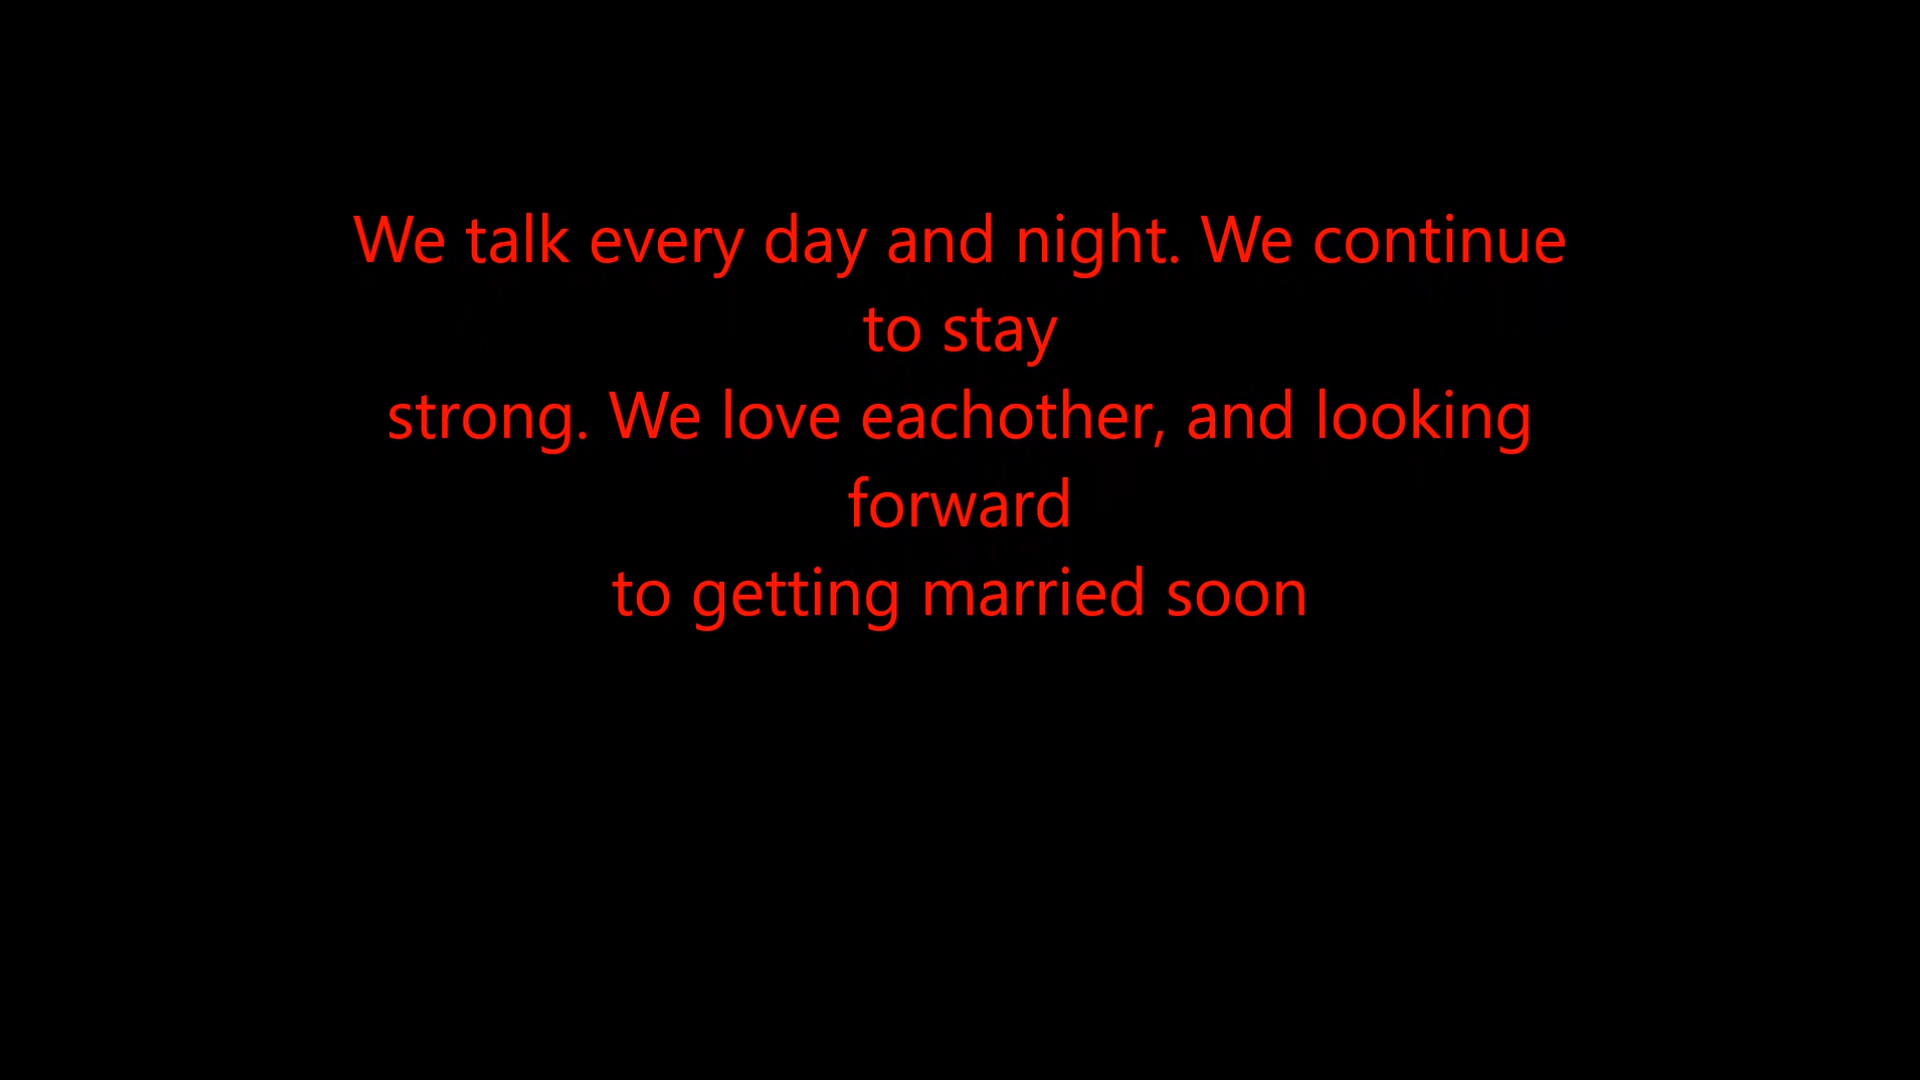 We talk every day and night. We continue
to stay
strong. We love eachother, and looking
forward
to getting married soon